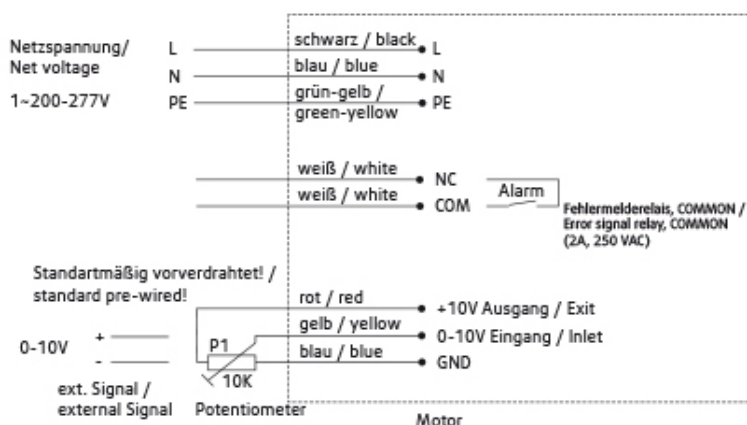 Netzspannung/
Net voltage
1~200-277V
L schwarz / black L
N blau / blue N
PE grün-gelb / green-yellow PE
weiß / white NC
weiß / white COM
Alarm
Fehlermelderelais, COMMON /
Error signal relay, COMMON
(2A, 250 VAC)
Standartmäßig vorverdrahtet! /
standard pre-wired!
rot / red +10V Ausgang / Exit
gelb / yellow 0-10V Eingang / Inlet
blau / blue GND
0-10V
+
-
P1
10K
ext. Signal /
external Signal
Potentiometer
Motor